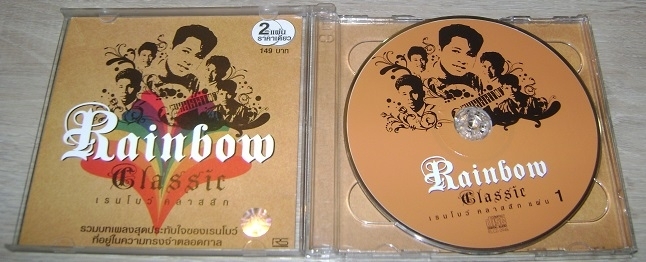 2 แผ่น
ราคาเดียว
149 บาท
Rainbow
Classic
เรนโบว์ คลาสสิก
รวมบทเพลงสุดประทับใจของเรนโบว์
ที่อยู่ในความทรงจำตลอดกาล
RS
Rainbow
Classic
เรนโบว์ คลาสสิก แผ่น 1